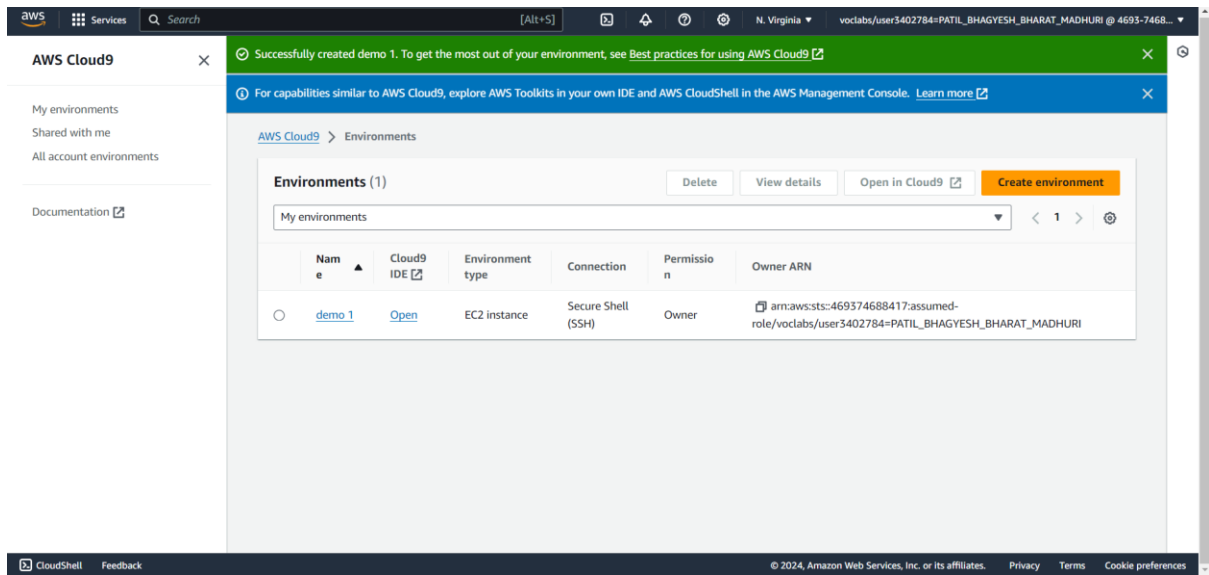 aws
Services
Search
[Alt+S]
N. Virginia
voclabs/user3402784=PATIL_BHAGYESH_BHARAT_MADHURI @ 4693-7468...
AWS Cloud9
My environments
Shared with me
All account environments
Documentation
Successfully created demo 1. To get the most out of your environment, see Best practices for using AWS Cloud9
For capabilities similar to AWS Cloud9, explore AWS Toolkits in your own IDE and AWS CloudShell in the AWS Management Console. Learn more
AWS Cloud9 > Environments
Environments (1)
Delete
View details
Open in Cloud9
Create environment
My environments
1
Nam
e
Cloud9
IDE
Environment
type
Connection
Permissio
n
Owner ARN
demo 1
Open
EC2 instance
Secure Shell
(SSH)
Owner
arn:aws:sts::469374688417:assumed-
role/voclabs/user3402784=PATIL_BHAGYESH_BHARAT_MADHURI
CloudShell
Feedback
© 2024, Amazon Web Services, Inc. or its affiliates.
Privacy
Terms
Cookie preferences